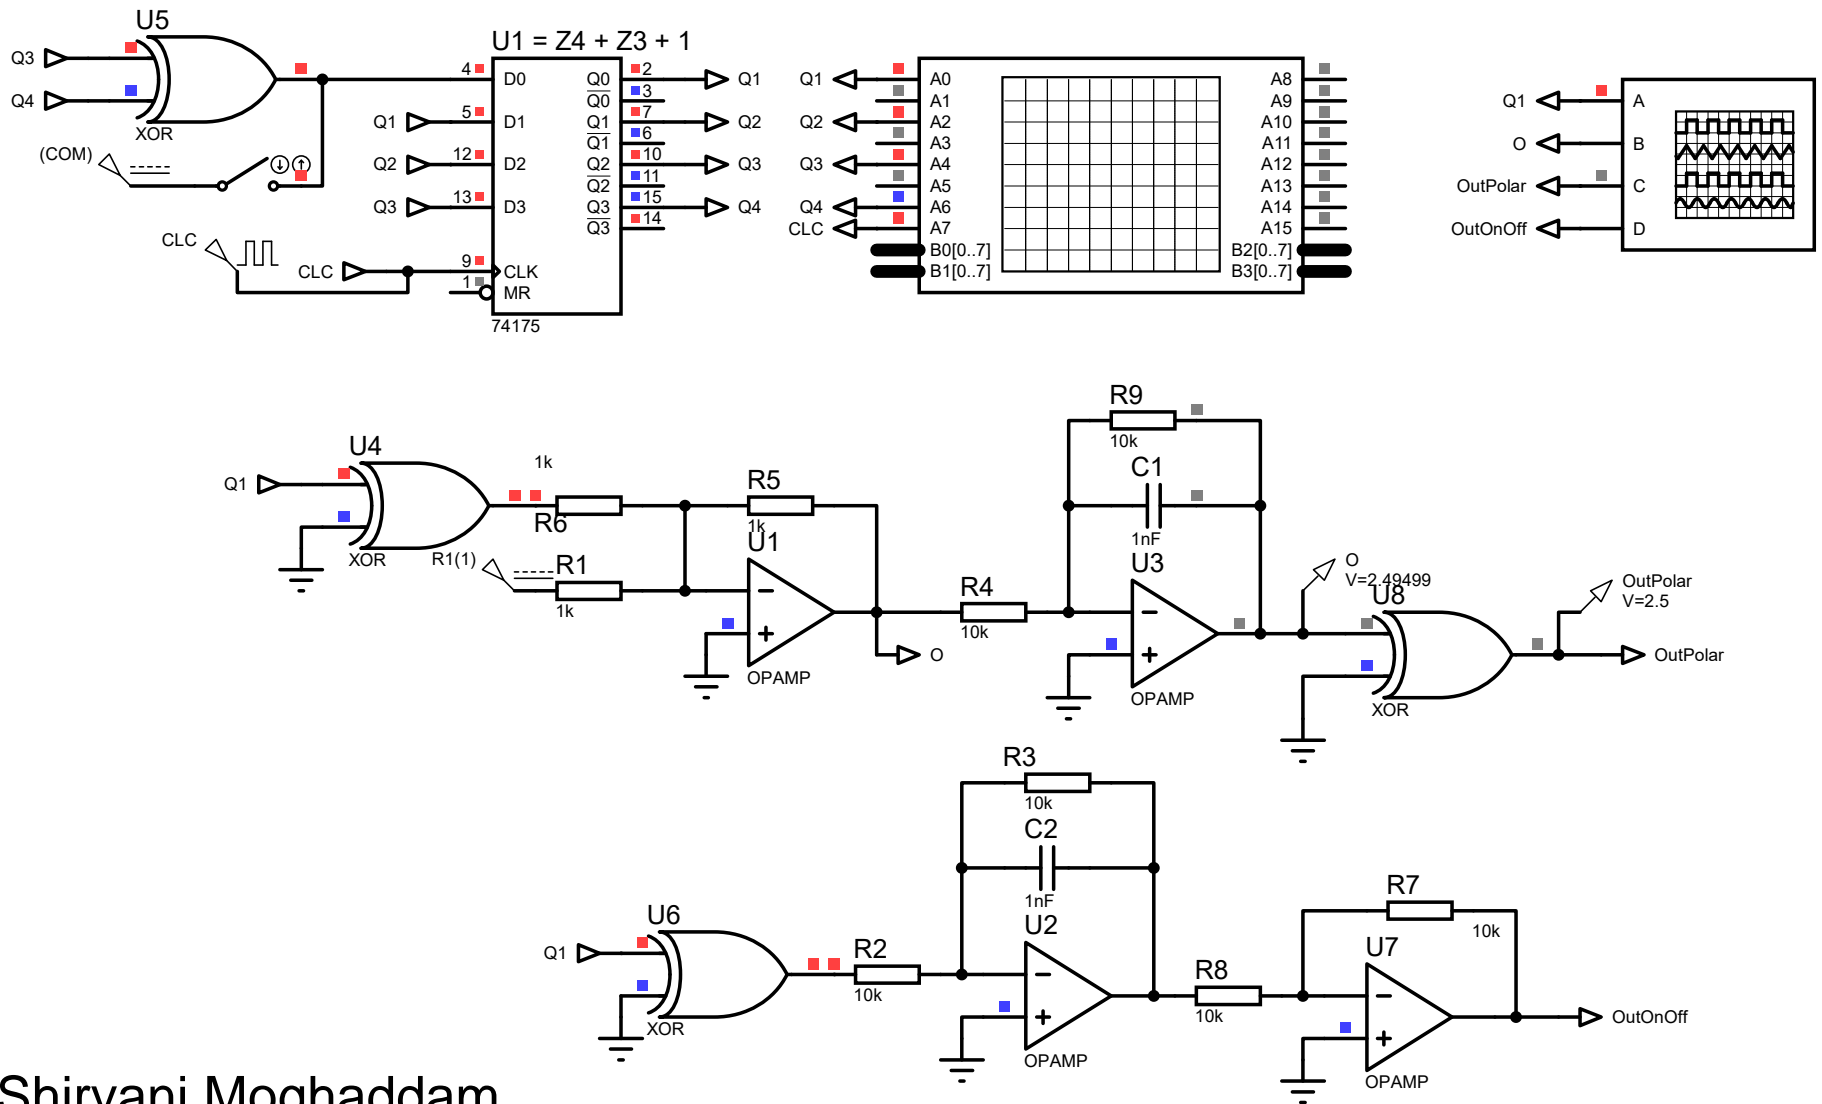 U5
Q3
Q4
XOR
(COM)
U1 = Z4 + Z3 + 1
4 D0 Q0 2 Q1
Q0 3
Q1 5 D1 Q1 7 Q2
Q1 6
Q2 12 D2 Q2 10 Q3
Q2 11
Q3 13 D3 Q3 15 Q4
Q3 14
CLC
CLC 9 CLK
1 MR
74175
Q1 A0 A8
A1 A9
Q2 A2 A10
A3 A11
Q3 A4 A12
A5 A13
Q4 A6 A14
CLC A7 A15
B0[0..7] B2[0..7]
B1[0..7] B3[0..7]
Q1 A
O B
OutPolar C
OutOnOff D
U4
Q1
XOR
1k
R6
R1(1)
R1
1k
R5
1k
U1
OPAMP
O
R4
10k
R9
10k
C1
1nF
U3
OPAMP
O
V=2.49499
U8
XOR
OutPolar
V=2.5
OutPolar
U6
Q1
XOR
R2
10k
R3
10k
C2
1nF
U2
OPAMP
R8
10k
R7
10k
U7
OPAMP
OutOnOff
Shirvani Moghaddam